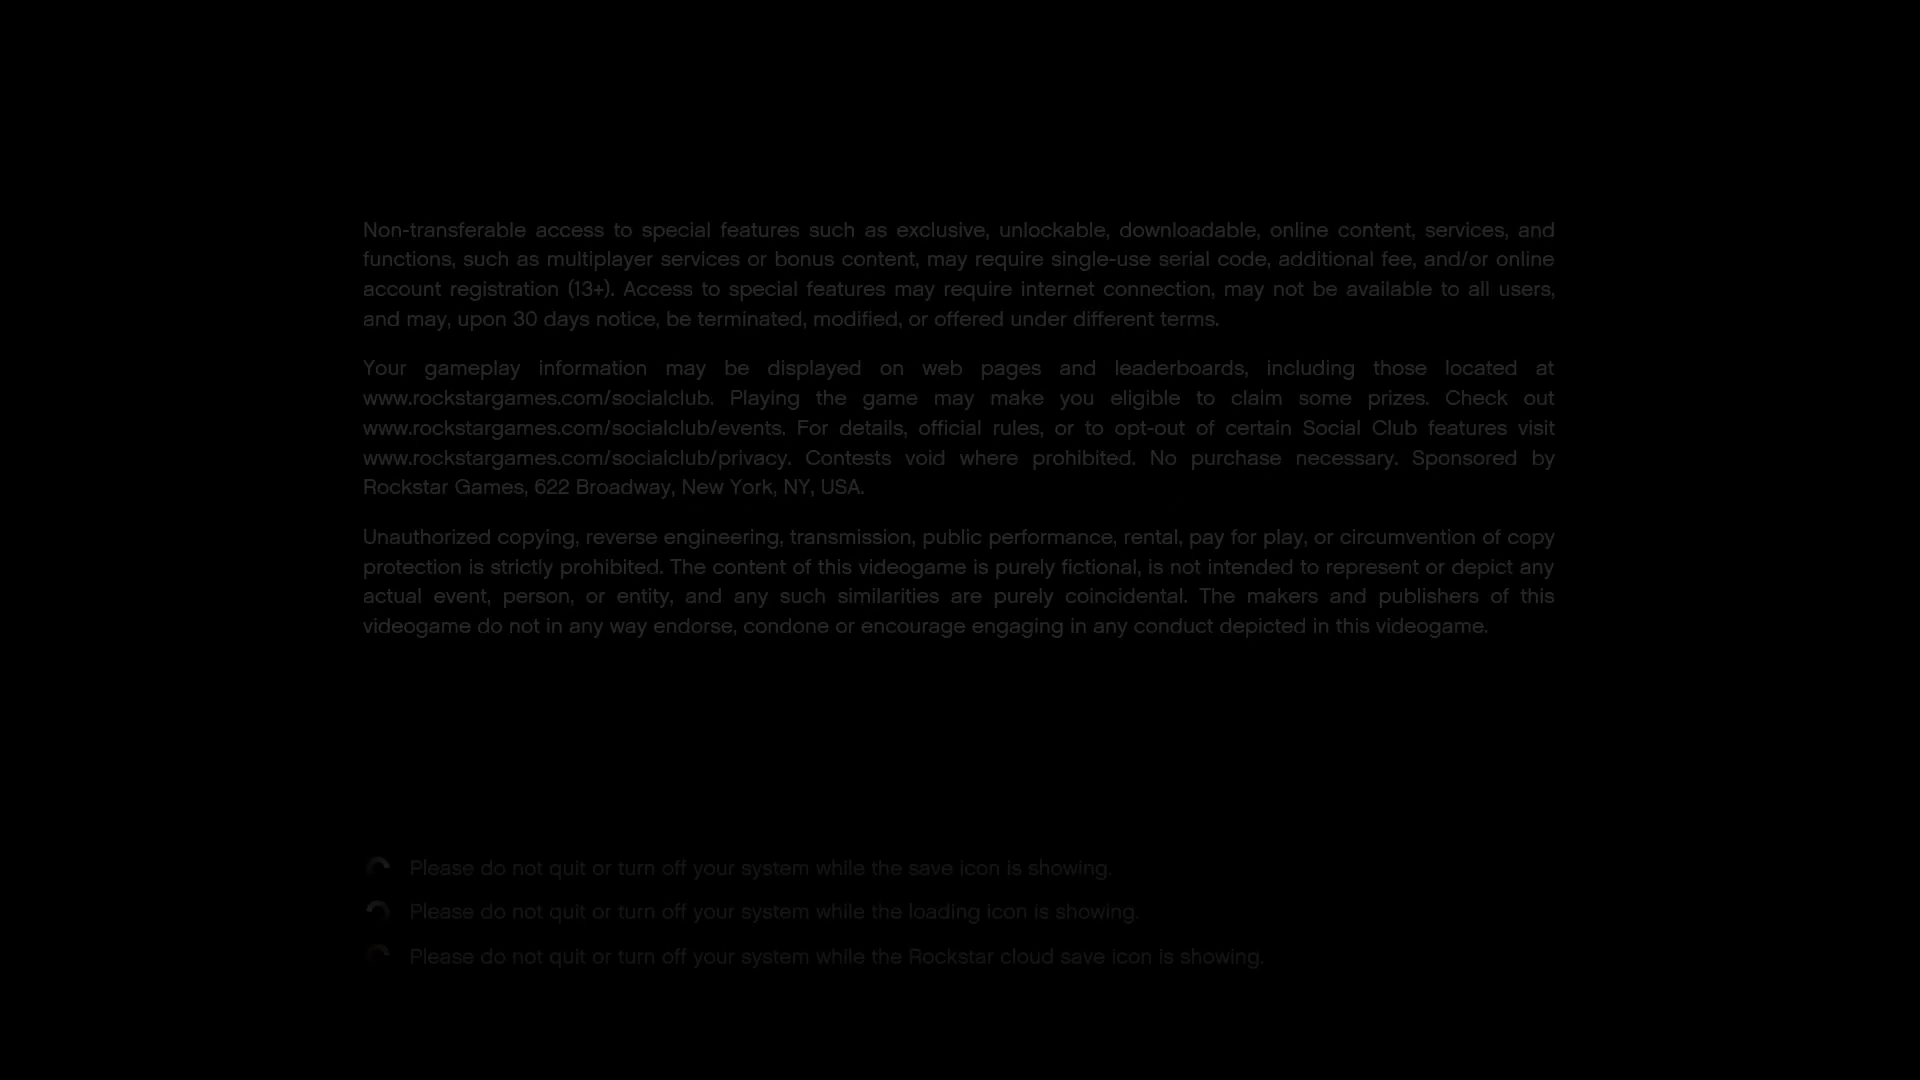 Non-transferable access to special features such as exclusive, unlockable, downloadable, online content, services, and
functions, such as multiplayer services or bonus content, may require single-use serial code, additional fee, and/or online
account registration (13+). Access to special features may require internet connection, may not be available to all users,
and may, upon 30 days notice, be terminated, modified, or offered under different terms.
Your gameplay information may be displayed on web pages and leaderboards, including those located at
www.rockstargames.com/socialclub. Playing the game may make you eligible to claim some prizes. Check out
www.rockstargames.com/socialclub/events. For details, official rules, or to opt-out of certain Social Club features visit
www.rockstargames.com/socialclub/privacy. Contests void where prohibited. No purchase necessary. Sponsored by
Rockstar Games, 622 Broadway, New York, NY, USA.
Unauthorized copying, reverse engineering, transmission, public performance, rental, pay for play, or circumvention of copy
protection is strictly prohibited. The content of this videogame is purely fictional, is not intended to represent or depict any
actual event, person, or entity, and any such similarities are purely coincidental. The makers and publishers of this
videogame do not in any way endorse, condone or encourage engaging in any conduct depicted in this videogame.
Please do not quit or turn off your system while the save icon is showing.
Please do not quit or turn off your system while the loading icon is showing.
Please do not quit or turn off your system while the Rockstar cloud save icon is showing.